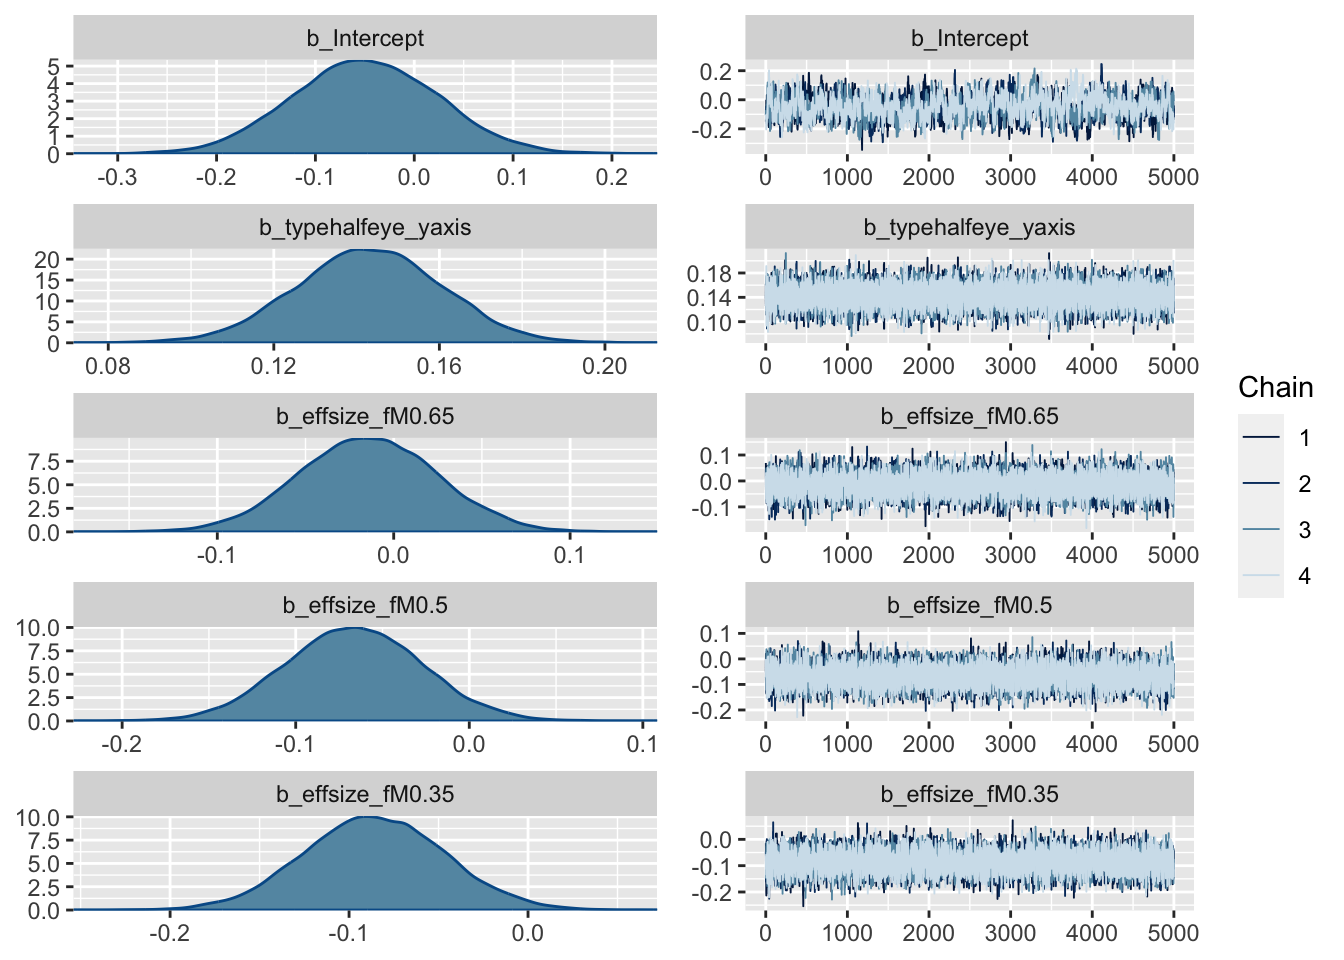 b_Intercept
5
4
3
2
1
0
-0.3 -0.2 -0.1 0.0 0.1 0.2
b_Intercept
0.2
0.0
-0.2
0 1000 2000 3000 4000 5000
b_typehalfeye_yaxis
20
15
10
5
0
0.08 0.12 0.16 0.20
b_typehalfeye_yaxis
0.18
0.14
0.10
0 1000 2000 3000 4000 5000
b_effsize_fM0.65
7.5
5.0
2.5
0.0
-0.1 0.0 0.1
b_effsize_fM0.65
0.1
0.0
-0.1
0 1000 2000 3000 4000 5000
b_effsize_fM0.5
10.0
7.5
5.0
2.5
0.0
-0.2 -0.1 0.0 0.1
b_effsize_fM0.5
0.1
0.0
-0.1
-0.2
0 1000 2000 3000 4000 5000
b_effsize_fM0.35
10.0
7.5
5.0
2.5
0.0
-0.2 -0.1 0.0
b_effsize_fM0.35
0.0
-0.1
-0.2
0 1000 2000 3000 4000 5000
Chain
1
2
3
4